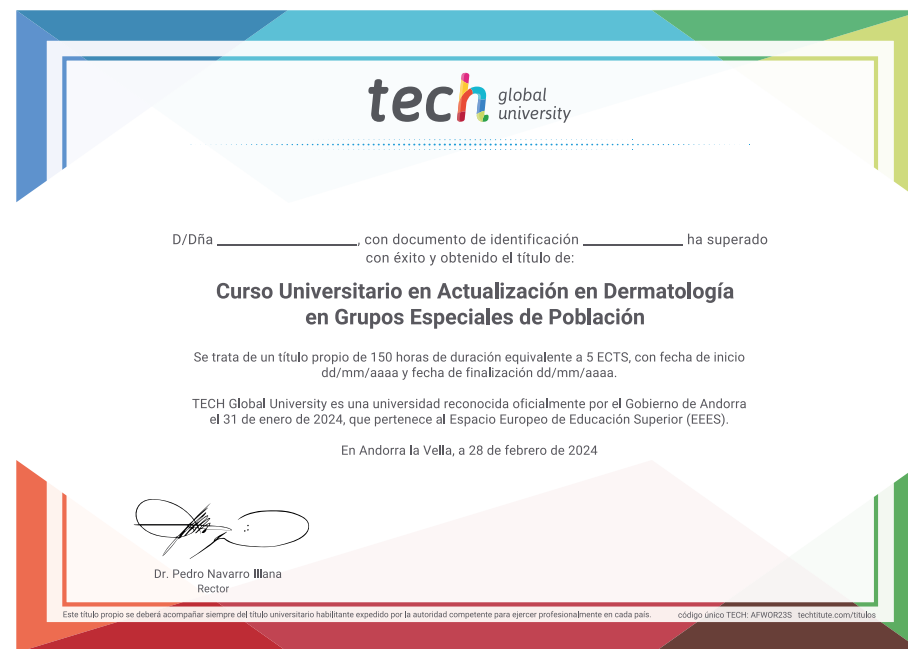 tech global university
D/Dña ____________________, con documento de identificación ______________ ha superado
con éxito y obtenido el título de:
Curso Universitario en Actualización en Dermatología
en Grupos Especiales de Población
Se trata de un título propio de 150 horas de duración equivalente a 5 ECTS, con fecha de inicio
dd/mm/aaaa y fecha de finalización dd/mm/aaaa.
TECH Global University es una universidad reconocida oficialmente por el Gobierno de Andorra
el 31 de enero de 2024, que pertenece al Espacio Europeo de Educación Superior (EEES).
En Andorra la Vella, a 28 de febrero de 2024
Dr. Pedro Navarro Illana
Rector
Este título propio se deberá acompañar siempre del título universitario habilitante expedido por la autoridad competente para ejercer profesionalmente en cada país. código único TECH: AFWOR23S techtitute.com/titulos